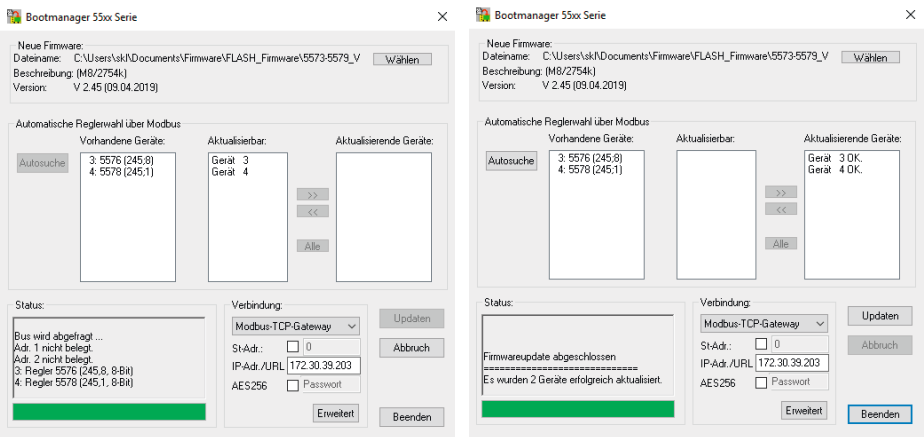 Bootmanager 55xx Serie
Neue Firmware:
Dateiname: C:\Users\skl\Documents\Firmware\FLASH_Firmware\5573-5579_V
Wählen
Beschreibung: (M8/2754k)
Version: V 2.45 (09.04.2019)
Automatische Reglerwahl über Modbus
Vorhandene Geräte: Aktualisierbar: Aktualisierende Geräte:
Autosuche
3: 5576 (245;8)
4: 5578 (245;1)
Gerät 3
Gerät 4
>>
<<
Alle
Status:
Bus wird abgefragt ...
Adr. 1 nicht belegt.
Adr. 2 nicht belegt.
3: Regler 5576 (245,8, 8-Bit)
4: Regler 5578 (245,1, 8-Bit)
Verbindung:
Modbus-TCP-Gateway
St-Adr.: 0
IP-Adr./URL 172.30.39.203
AES256 Passwort
Erweitert
Updaten
Abbruch
Beenden
Bootmanager 55xx Serie
Neue Firmware:
Dateiname: C:\Users\skl\Documents\Firmware\FLASH_Firmware\5573-5579_V
Wählen
Beschreibung: (M8/2754k)
Version: V 2.45 (09.04.2019)
Automatische Reglerwahl über Modbus
Vorhandene Geräte: Aktualisierbar: Aktualisierende Geräte:
Autosuche
3: 5576 (245;8)
4: 5578 (245;1)
Gerät 3 OK.
Gerät 4 OK.
>>
<<
Alle
Status:
Firmwareupdate abgeschlossen
============================
Es wurden 2 Geräte erfolgreich aktualisiert.
Verbindung:
Modbus-TCP-Gateway
St-Adr.: 0
IP-Adr./URL 172.30.39.203
AES256 Passwort
Erweitert
Updaten
Abbruch
Beenden